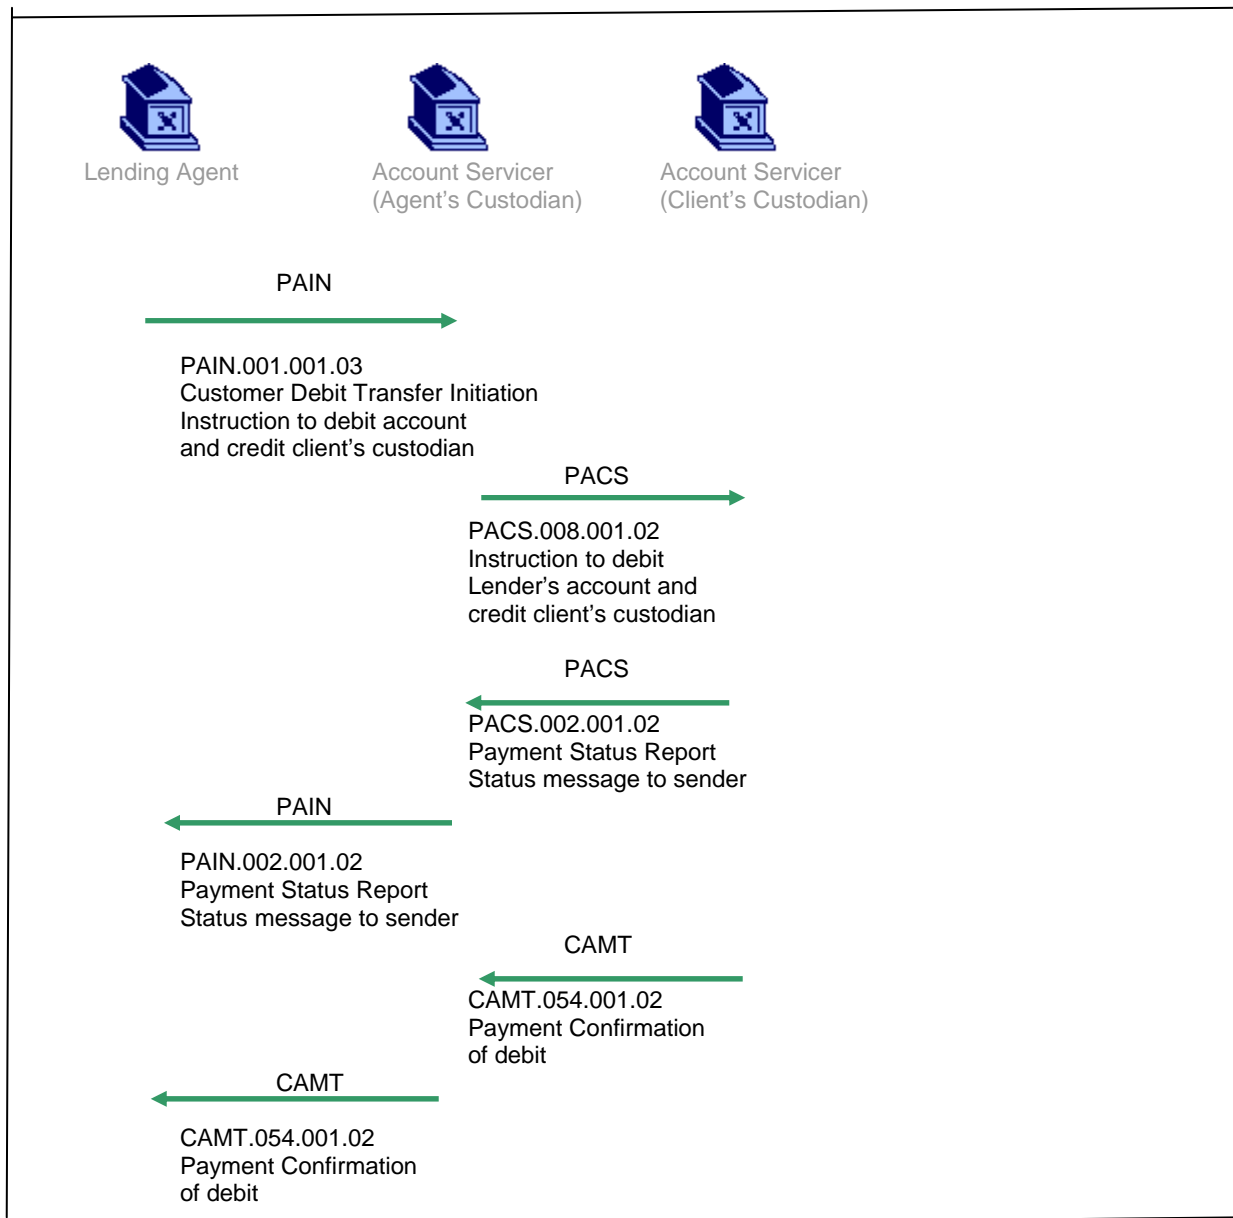 Lending Agent
Account Servicer
(Agent's Custodian)
Account Servicer
(Client's Custodian)
PAIN
PAIN.001.001.03
Customer Debit Transfer Initiation
Instruction to debit account
and credit client's custodian
PACS
PACS.008.001.02
Instruction to debit
Lender's account and
credit client's custodian
PACS
PACS.002.001.02
Payment Status Report
Status message to sender
PAIN
PAIN.002.001.02
Payment Status Report
Status message to sender
CAMT
CAMT.054.001.02
Payment Confirmation
of debit
CAMT
CAMT.054.001.02
Payment Confirmation
of debit